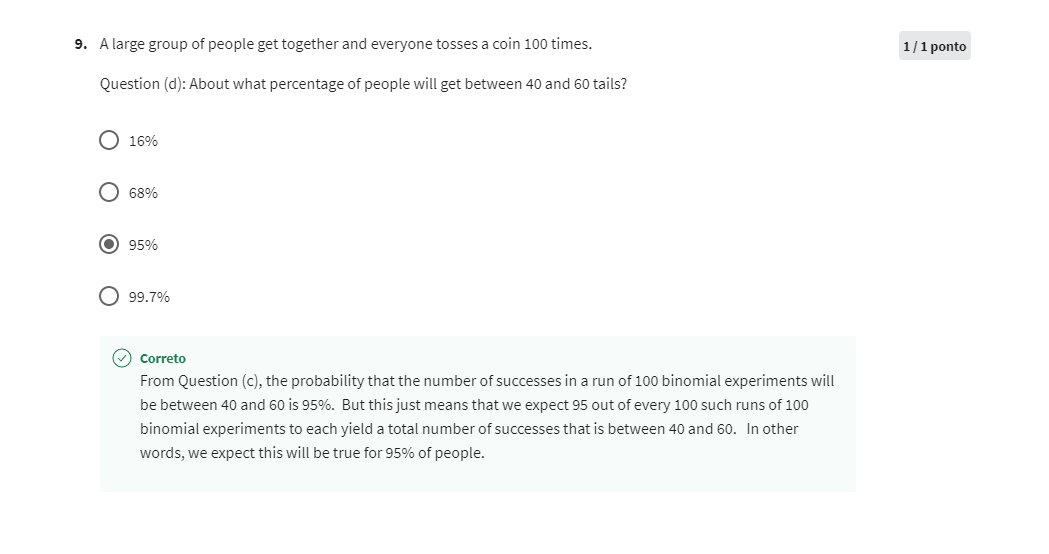 9. A large group of people get together and everyone tosses a coin 100 times.
1 / 1 ponto
Question (d): About what percentage of people will get between 40 and 60 tails?
16%
68%
95%
99.7%
Correto
From Question (c), the probability that the number of successes in a run of 100 binomial experiments will
be between 40 and 60 is 95%.  But this just means that we expect 95 out of every 100 such runs of 100
binomial experiments to each yield a total number of successes that is between 40 and 60.   In other
words, we expect this will be true for 95% of people.